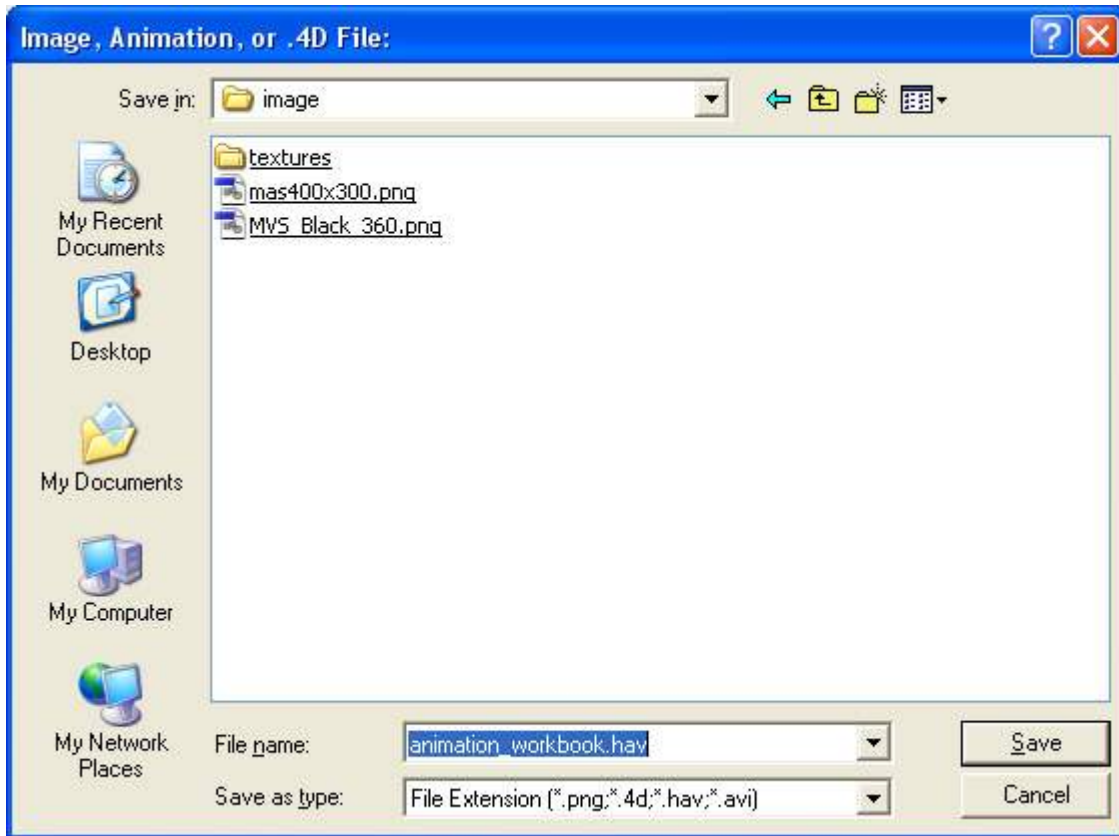 Image, Animation, or .4D File:
Save in:
image
textures
mas400x300.png
MVS_Black_360.png
My Recent
Documents
Desktop
My Documents
My Computer
My Network
Places
File name:
animation_workbook.hav
Save
Save as type:
File Extension (*.png;*.4d;*.hav;*.avi)
Cancel